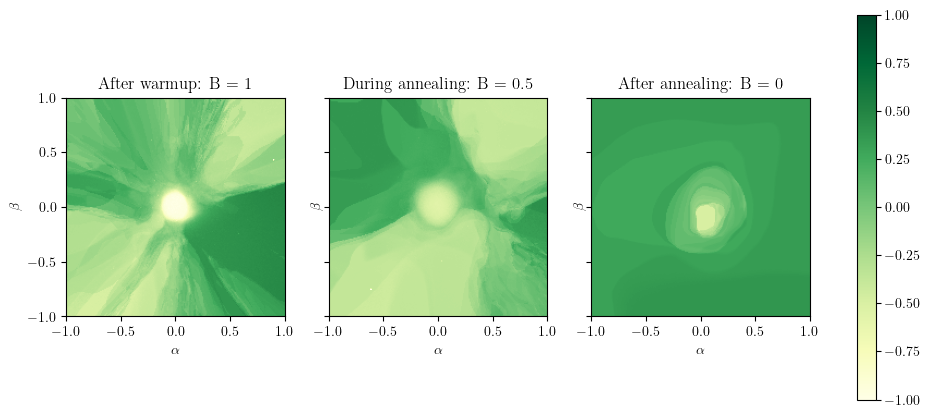 After warmup: B = 1
During annealing: B = 0.5
After annealing: B = 0
1.0
0.5
0.0
−0.5
−1.0
β
−1.0 −0.5 0.0 0.5 1.0
α
β
−1.0 −0.5 0.0 0.5 1.0
α
β
−1.0 −0.5 0.0 0.5 1.0
α
1.00
0.75
0.50
0.25
0.00
−0.25
−0.50
−0.75
−1.00